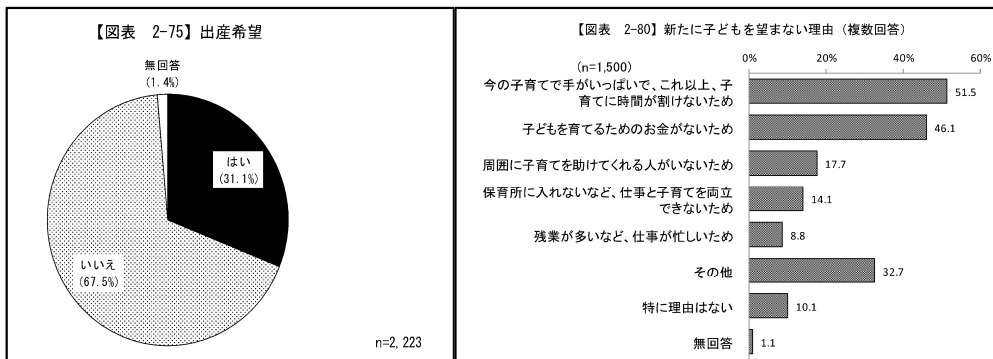 【図表 2-75】出産希望
無回答
(1.4%)
はい
(31.1%)
いいえ
(67.5%)
n=2,223
【図表 2-80】新たに子どもを望まない理由（複数回答）
(n=1,500)
0%
20%
40%
60%
今の子育てで手がいっぱいで、これ以上、子
育てに時間が割けないため
51.5
子どもを育てるためのお金がないため
46.1
周囲に子育てを助けてくれる人がいないため
17.7
保育所に入れないなど、仕事と子育てを両立
できないため
14.1
残業が多いなど、仕事が忙しいため
8.8
その他
32.7
特に理由はない
10.1
無回答
1.1